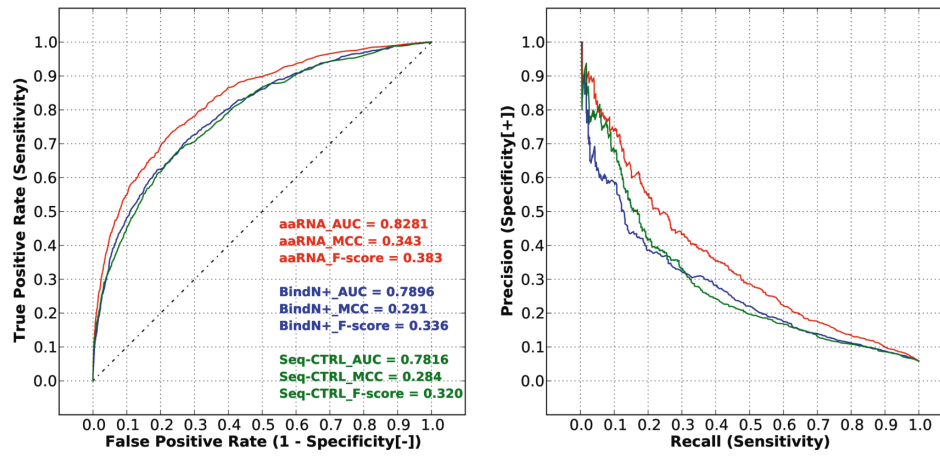 1.0
0.9
0.8
0.7
0.6
0.5
0.4
0.3
0.2
0.1
0.0
True Positive Rate (Sensitivity)
aaRNA_AUC = 0.8281
aaRNA_MCC = 0.343
aaRNA_F-score = 0.383
BindN+_AUC = 0.7896
BindN+_MCC = 0.291
BindN+_F-score = 0.336
Seq-CTRL_AUC = 0.7816
Seq-CTRL_MCC = 0.284
Seq-CTRL_F-score = 0.320
0.0 0.1 0.2 0.3 0.4 0.5 0.6 0.7 0.8 0.9 1.0
False Positive Rate (1 - Specificity[-])
1.0
0.9
0.8
0.7
0.6
0.5
0.4
0.3
0.2
0.1
0.0
Precision (Specificity[+])
0.0 0.1 0.2 0.3 0.4 0.5 0.6 0.7 0.8 0.9 1.0
Recall (Sensitivity)